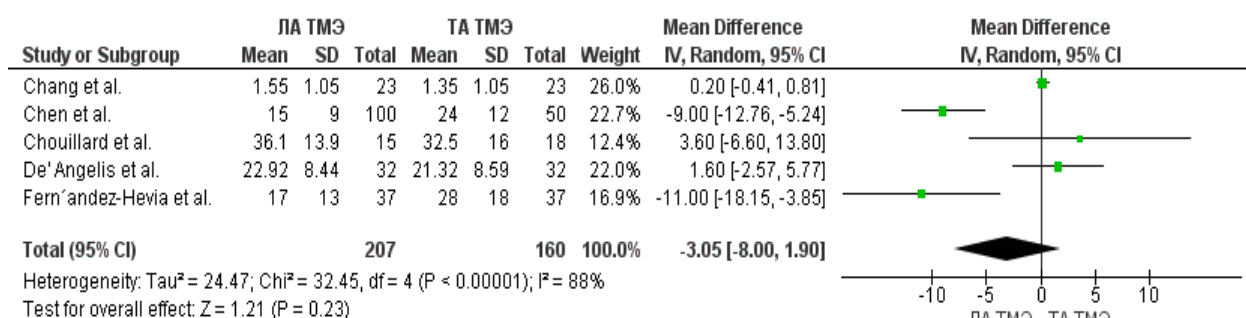 ЛА ТМЭ ТА ТМЭ Mean Difference Mean Difference
Study or Subgroup Mean SD Total Mean SD Total Weight IV, Random, 95% CI IV, Random, 95% CI
Chang et al. 1.55 1.05 23 1.35 1.05 23 26.0% 0.20 [-0.41, 0.81]
Chen et al. 15 9 100 24 12 50 22.7% -9.00 [-12.76, -5.24]
Chouillard et al. 36.1 13.9 15 32.5 16 18 12.4% 3.60 [-6.60, 13.80]
De'Angelis et al. 22.92 8.44 32 21.32 8.59 32 22.0% 1.60 [-2.57, 5.77]
Fern´andez-Hevia et al. 17 13 37 28 18 37 16.9% -11.00 [-18.15, -3.85]
Total (95% CI) 207 160 100.0% -3.05 [-8.00, 1.90]
Heterogeneity: Tau² = 24.47; Chi² = 32.45, df = 4 (P < 0.00001); I² = 88%
Test for overall effect: Z = 1.21 (P = 0.23)
-10 -5 0 5 10
ЛА ТМЭ ТА ТМЭ